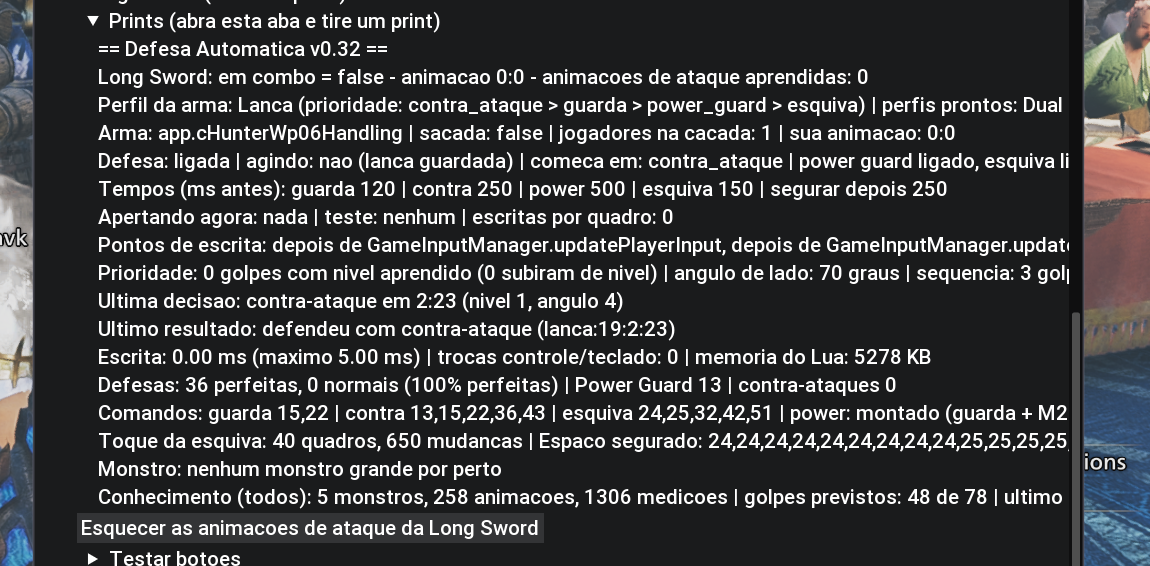 Prints (abra esta aba e tire um print)
== Defesa Automatica v0.32 ==
Long Sword: em combo = false - animacao 0:0 - animacoes de ataque aprendidas: 0
Perfil da arma: Lanca (prioridade: contra_ataque > guarda > power_guard > esquiva) | perfis prontos: Dual
Arma: app.cHunterWp06Handling | sacada: false | jogadores na cacada: 1 | sua animacao: 0:0
Defesa: ligada | agindo: nao (lanca guardada) | comeca em: contra_ataque | power guard ligado, esquiva li
Tempos (ms antes): guarda 120 | contra 250 | power 500 | esquiva 150 | segurar depois 250
Apertando agora: nada | teste: nenhum | escritas por quadro: 0
Pontos de escrita: depois de GameInputManager.updatePlayerInput, depois de GameInputManager.update
Prioridade: 0 golpes com nivel aprendido (0 subiram de nivel) | angulo de lado: 70 graus | sequencia: 3 golp
Ultima decisao: contra-ataque em 2:23 (nivel 1, angulo 4)
Ultimo resultado: defendeu com contra-ataque (lanca:19:2:23)
Escrita: 0.00 ms (maximo 5.00 ms) | trocas controle/teclado: 0 | memoria do Lua: 5278 KB
Defesas: 36 perfeitas, 0 normais (100% perfeitas) | Power Guard 13 | contra-ataques 0
Comandos: guarda 15,22 | contra 13,15,22,36,43 | esquiva 24,25,32,42,51 | power: montado (guarda + M2
Toque da esquiva: 40 quadros, 650 mudancas | Espaco segurado: 24,24,24,24,24,24,24,24,24,25,25,25,25,
Monstro: nenhum monstro grande por perto
Conhecimento (todos): 5 monstros, 258 animacoes, 1306 medicoes | golpes previstos: 48 de 78 | ultimo
Esquecer as animacoes de ataque da Long Sword
Testar botoes
avk
ions